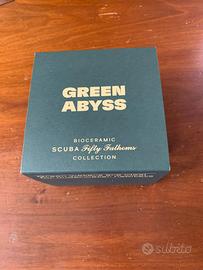 GREEN
ABYSS
BIOCERAMIC
SCUBA Fifty Fathoms
COLLECTION
subito